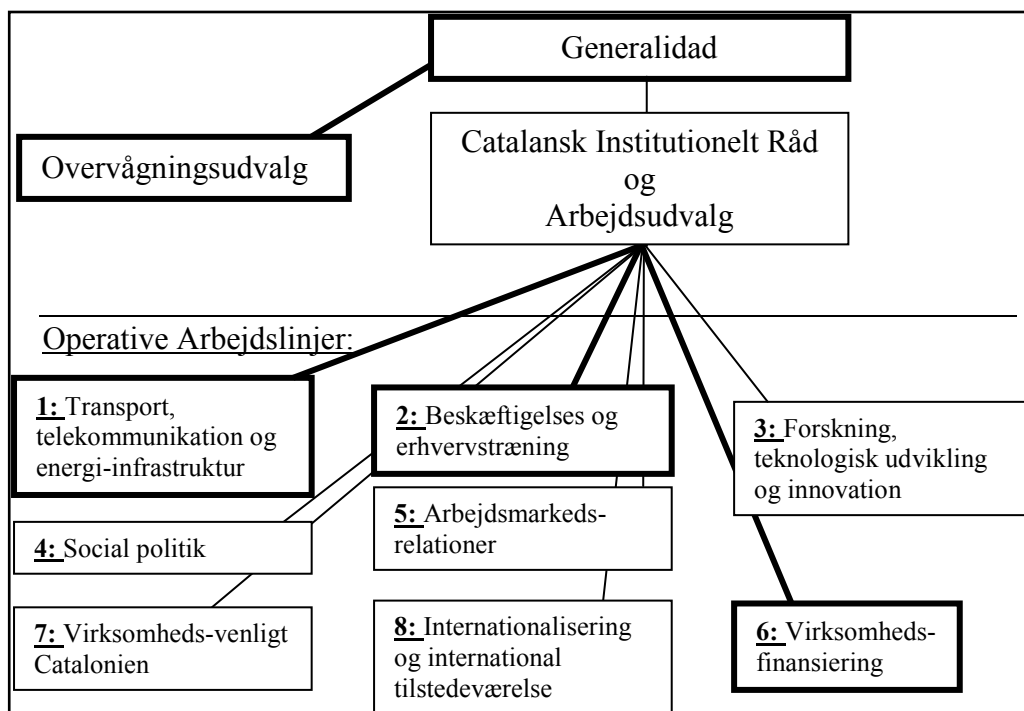 Generalidad
Overvågningsudvalg
Catalansk Institutionelt Råd
og
Arbejdsudvalg
Operative Arbejdslinjer:
1: Transport,
telekommunikation og
energi-infrastruktur
2: Beskæftigelses og
erhvervstræning
3: Forskning,
teknologisk udvikling
og innovation
4: Social politik
5: Arbejdsmarkeds-
relationer
6: Virksomheds-
finansiering
7: Virksomheds-venligt
Catalonien
8: Internationalisering
og international
tilstedeværelse